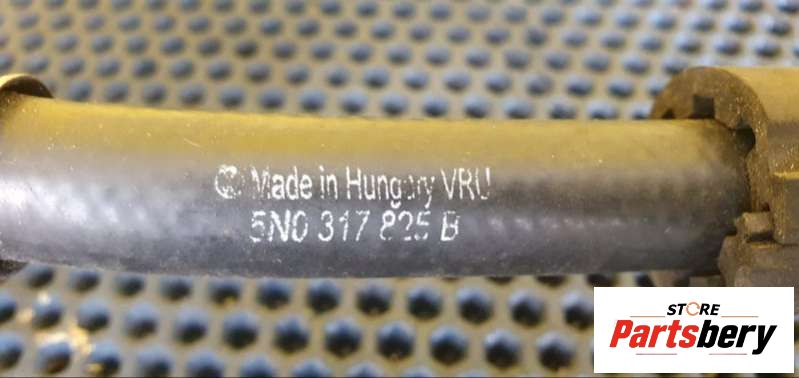 Made in Hungary VRU
5N0 317 825 B
STORE
Partsbery